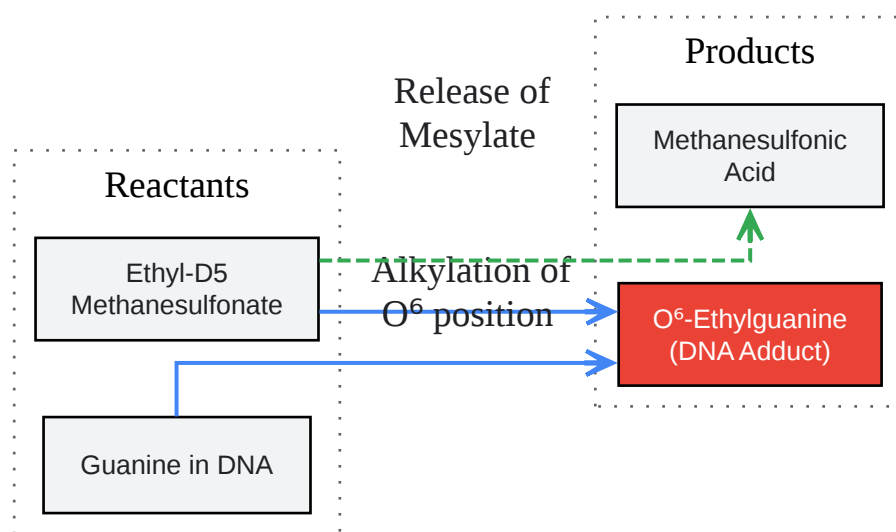 Products
Release of
Mesylate
Methanesulfonic
Acid
Reactants
Ethyl-D5
Methanesulfonate
Alkylation of
O⁶ position
O⁶-Ethylguanine
(DNA Adduct)
Guanine in DNA